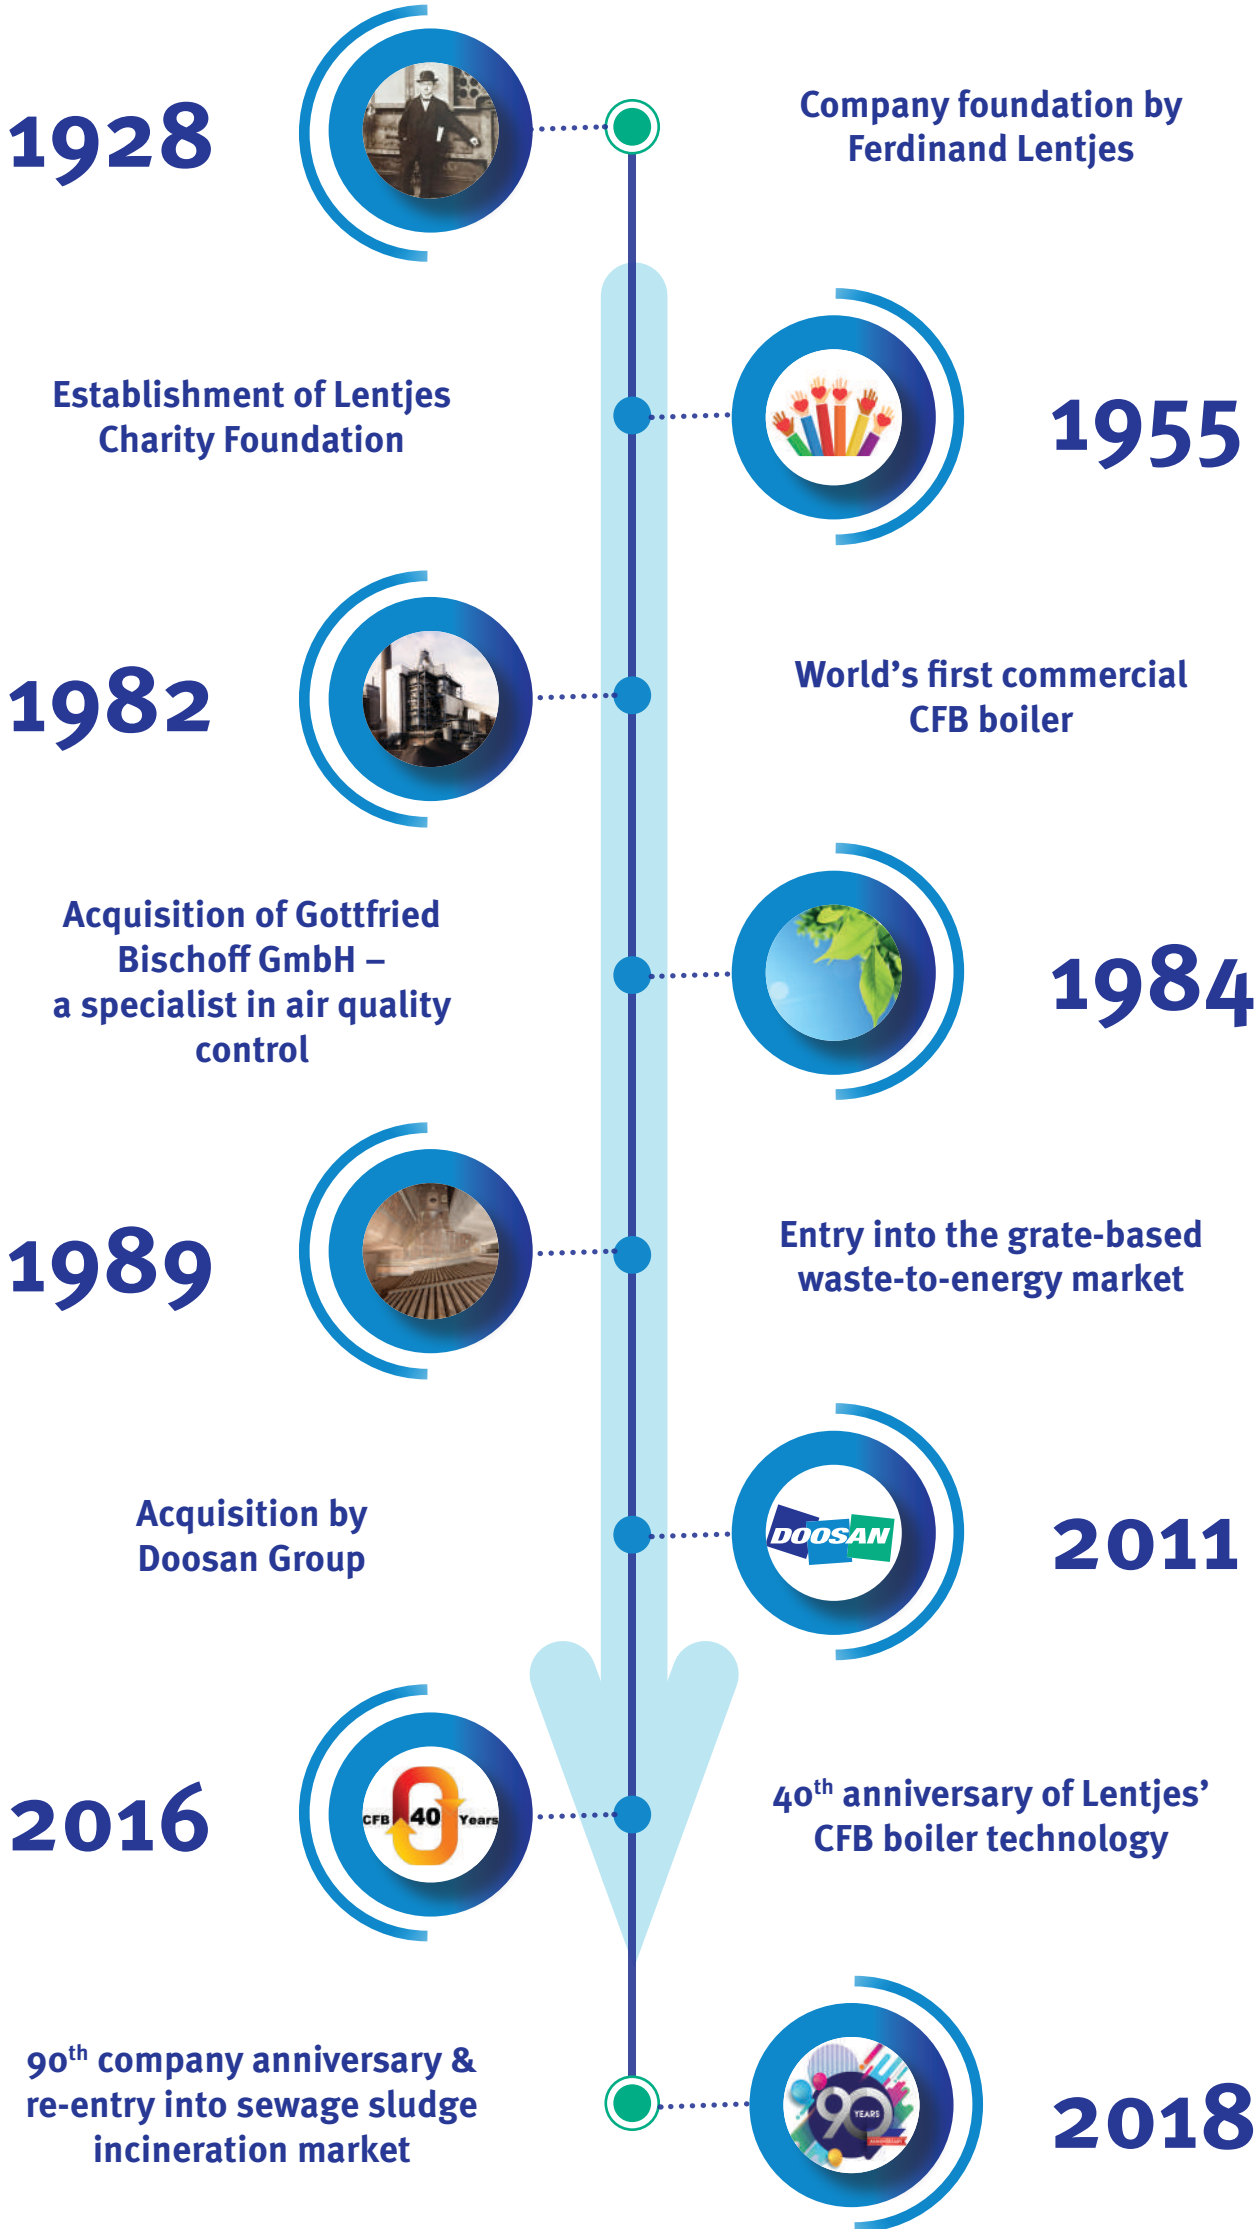 1928
Company foundation by
Ferdinand Lentjes
Establishment of Lentjes
Charity Foundation
1955
1982
World’s first commercial
CFB boiler
Acquisition of Gottfried
Bischoff GmbH –
a specialist in air quality
control
1984
1989
Entry into the grate-based
waste-to-energy market
Acquisition by
Doosan Group
DOOSAN
2011
2016
CFB 40 Years
40th anniversary of Lentjes’
CFB boiler technology
90th company anniversary &
re-entry into sewage sludge
incineration market
90
YEARS
ANNIVERSARY
2018